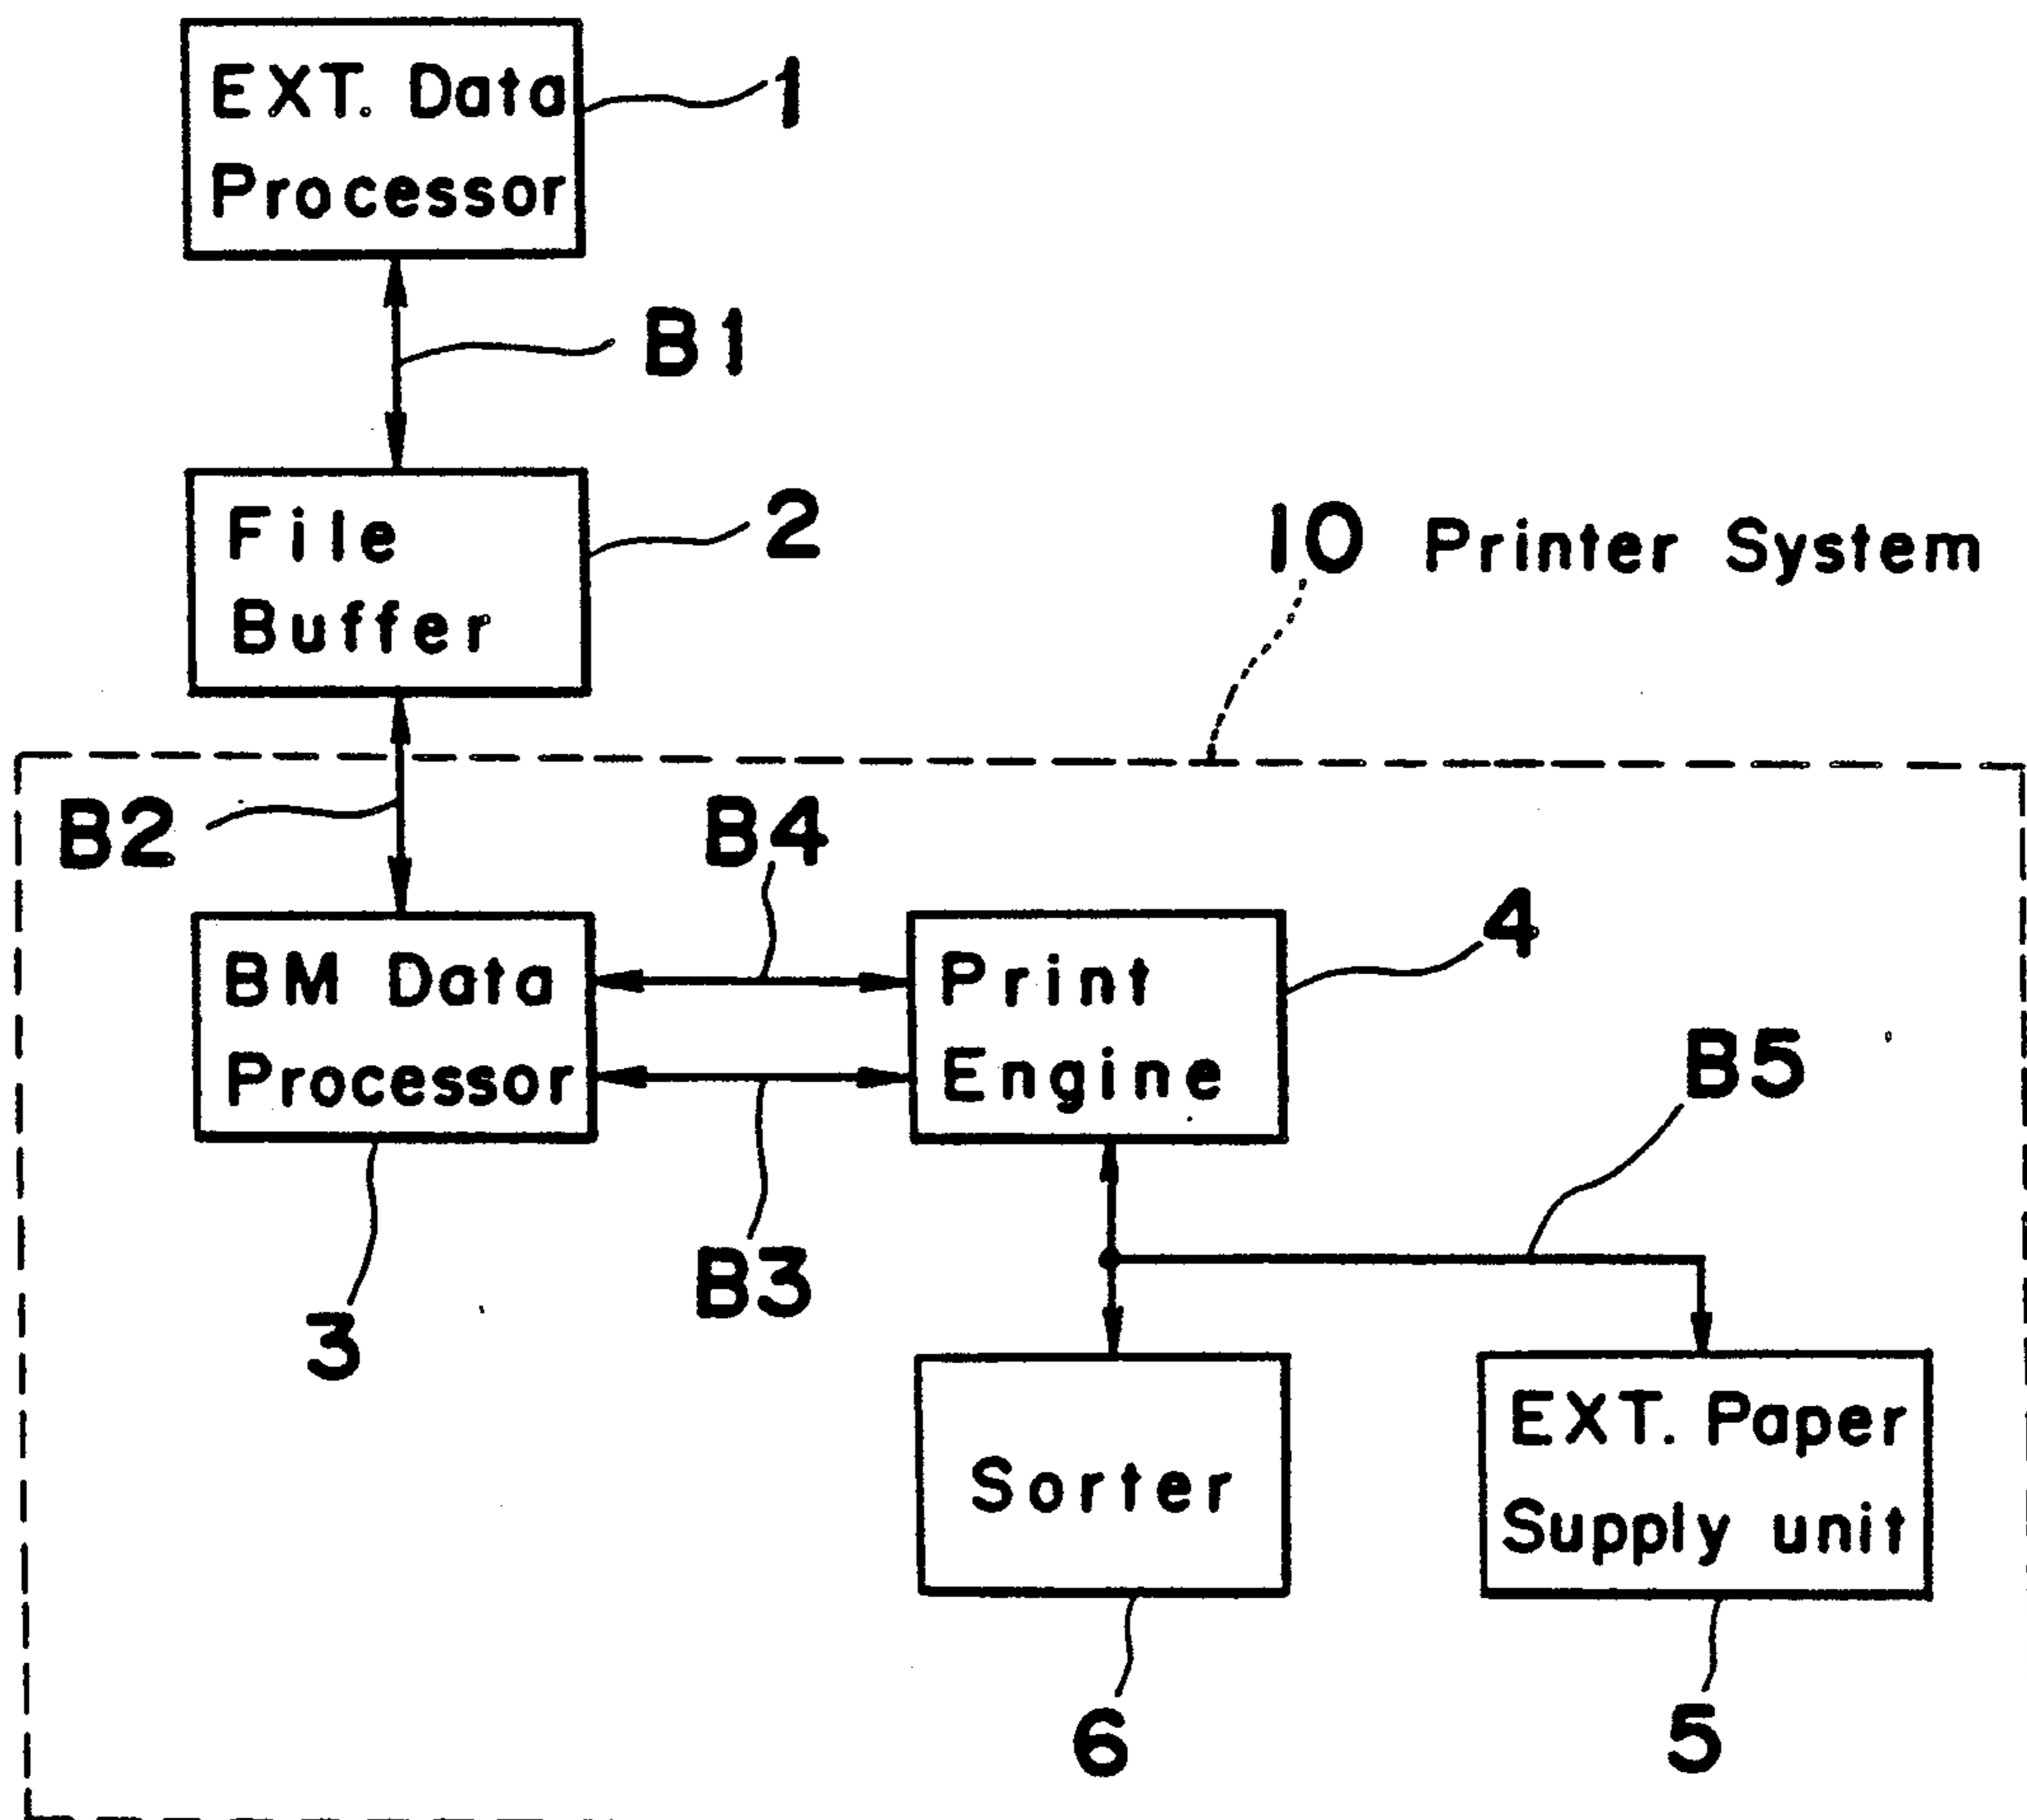 EXT. Data
Processor
1
B1
File
Buffer
2
10 Printer System
B2
B4
BM Data
Processor
Print
Engine
4
B5
B3
3
Sorter
EXT. Paper
Supply unit
6
5